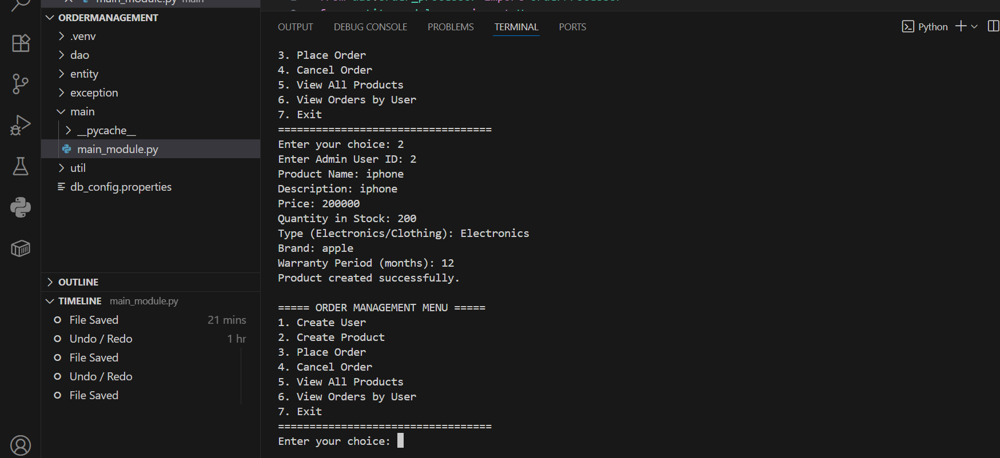 main_module.py main
ORDERMANAGEMENT
.venv
dao
entity
exception
main
__pycache__
main_module.py
util
db_config.properties
OUTLINE
TIMELINE main_module.py
File Saved 21 mins
Undo / Redo 1 hr
File Saved
Undo / Redo
File Saved
OUTPUT DEBUG CONSOLE PROBLEMS TERMINAL PORTS
Python
3. Place Order
4. Cancel Order
5. View All Products
6. View Orders by User
7. Exit
==================================
Enter your choice: 2
Enter Admin User ID: 2
Product Name: iphone
Description: iphone
Price: 200000
Quantity in Stock: 200
Type (Electronics/Clothing): Electronics
Brand: apple
Warranty Period (months): 12
Product created successfully.
===== ORDER MANAGEMENT MENU =====
1. Create User
2. Create Product
3. Place Order
4. Cancel Order
5. View All Products
6. View Orders by User
7. Exit
==================================
Enter your choice: